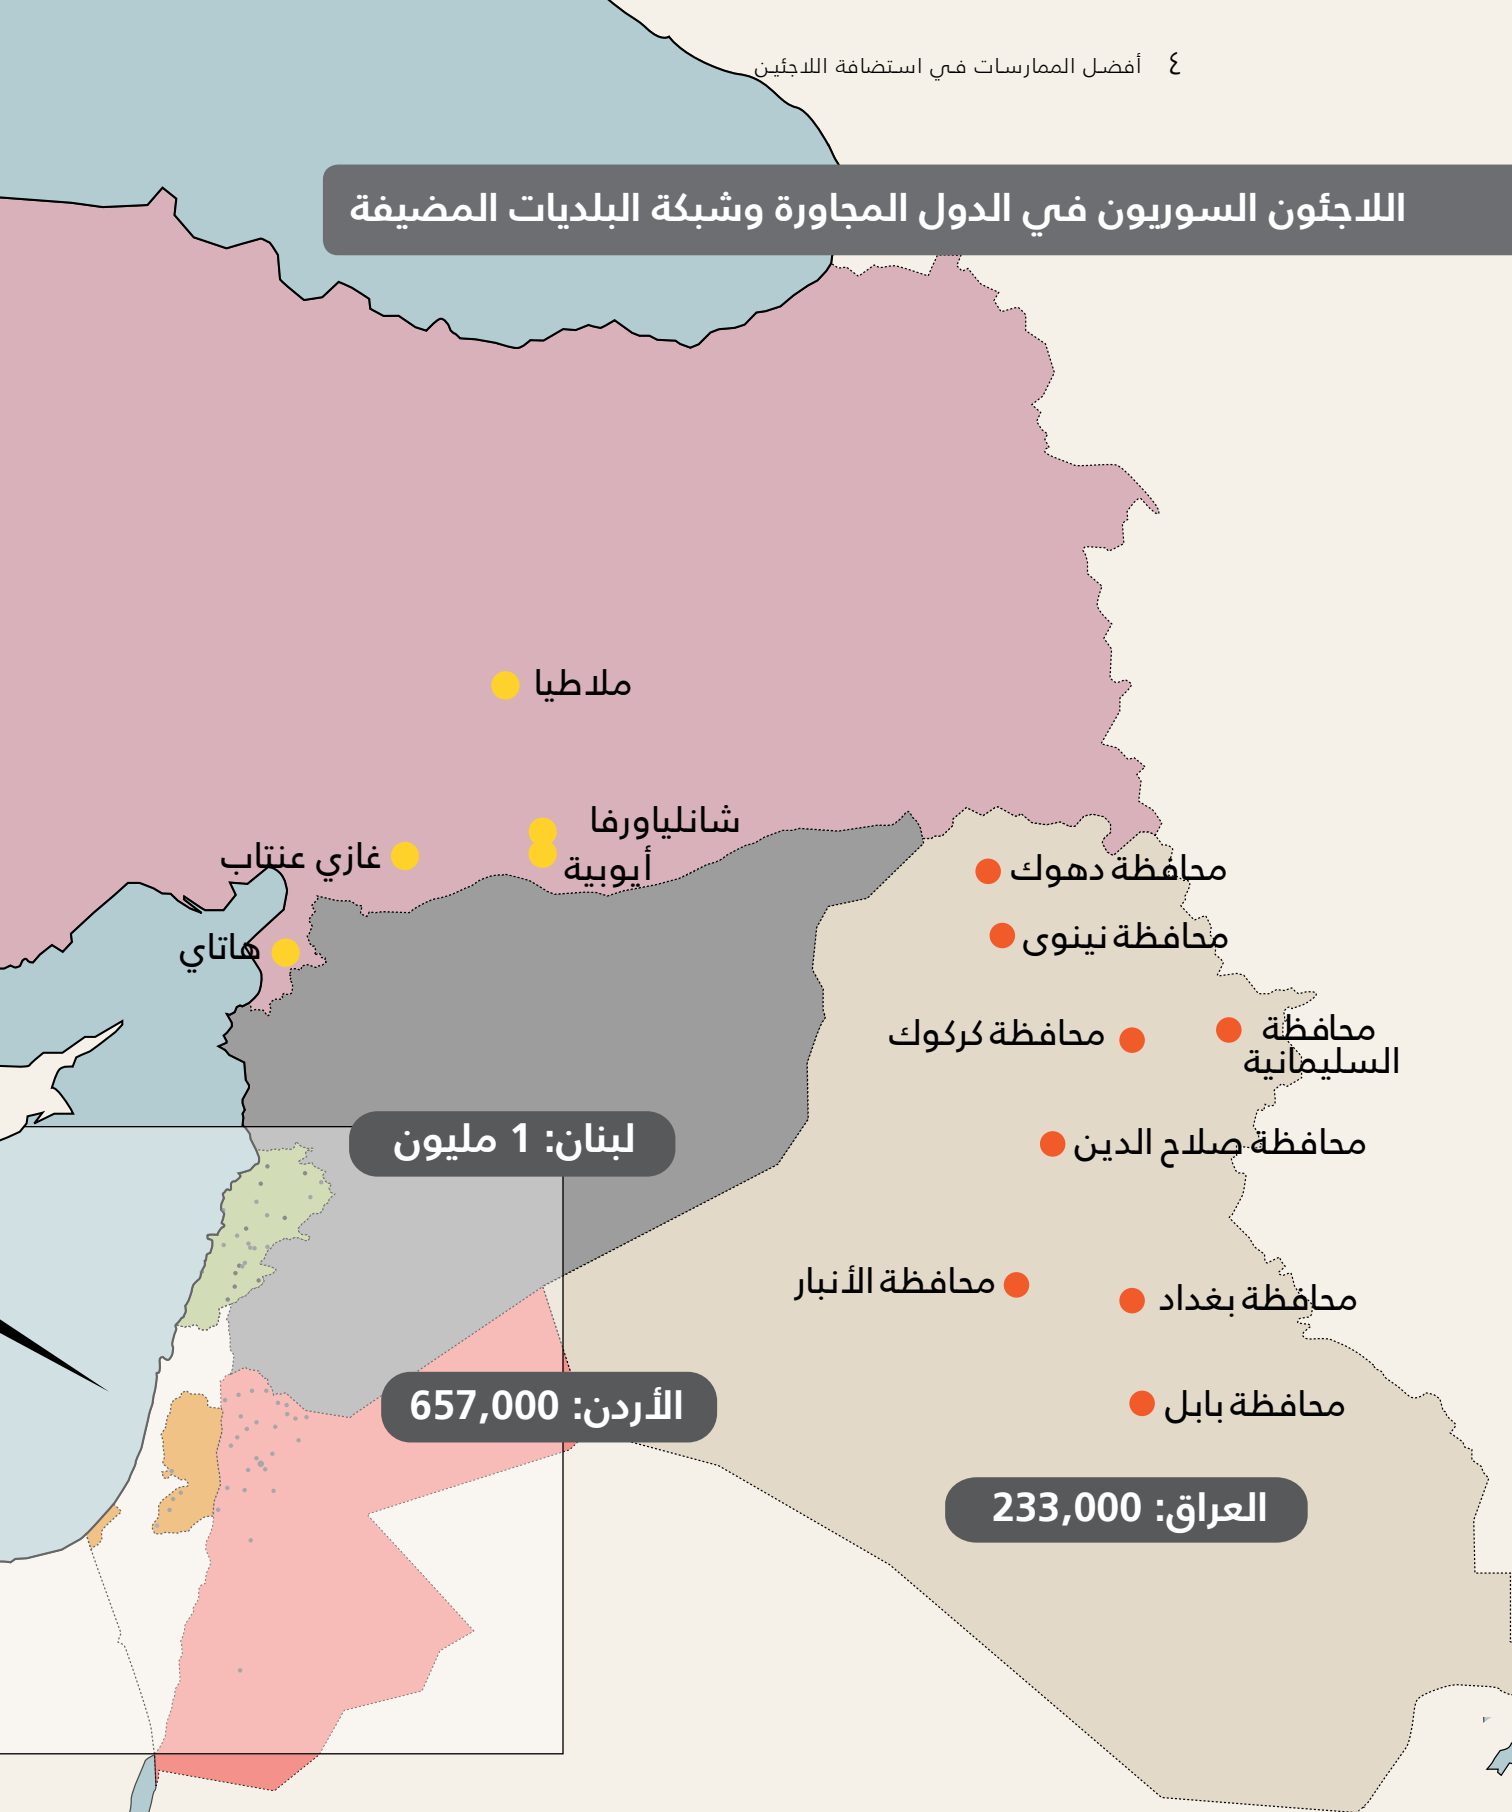 ٤ أفضل الممارسات في استضافة اللاجئين
اللاجئون السوريون في الدول المجاورة وشبكة البلديات المضيفة
ملاطيا
شانلياورفا
أيوبية
غازي عنتاب
هاتاي
محافظة دهوك
محافظة نينوى
محافظة
السليمانية
محافظة كركوك
محافظة صلاح الدين
لبنان: 1 مليون
محافظة بغداد
محافظة الأنبار
محافظة بابل
الأردن: 657,000
العراق: 233,000